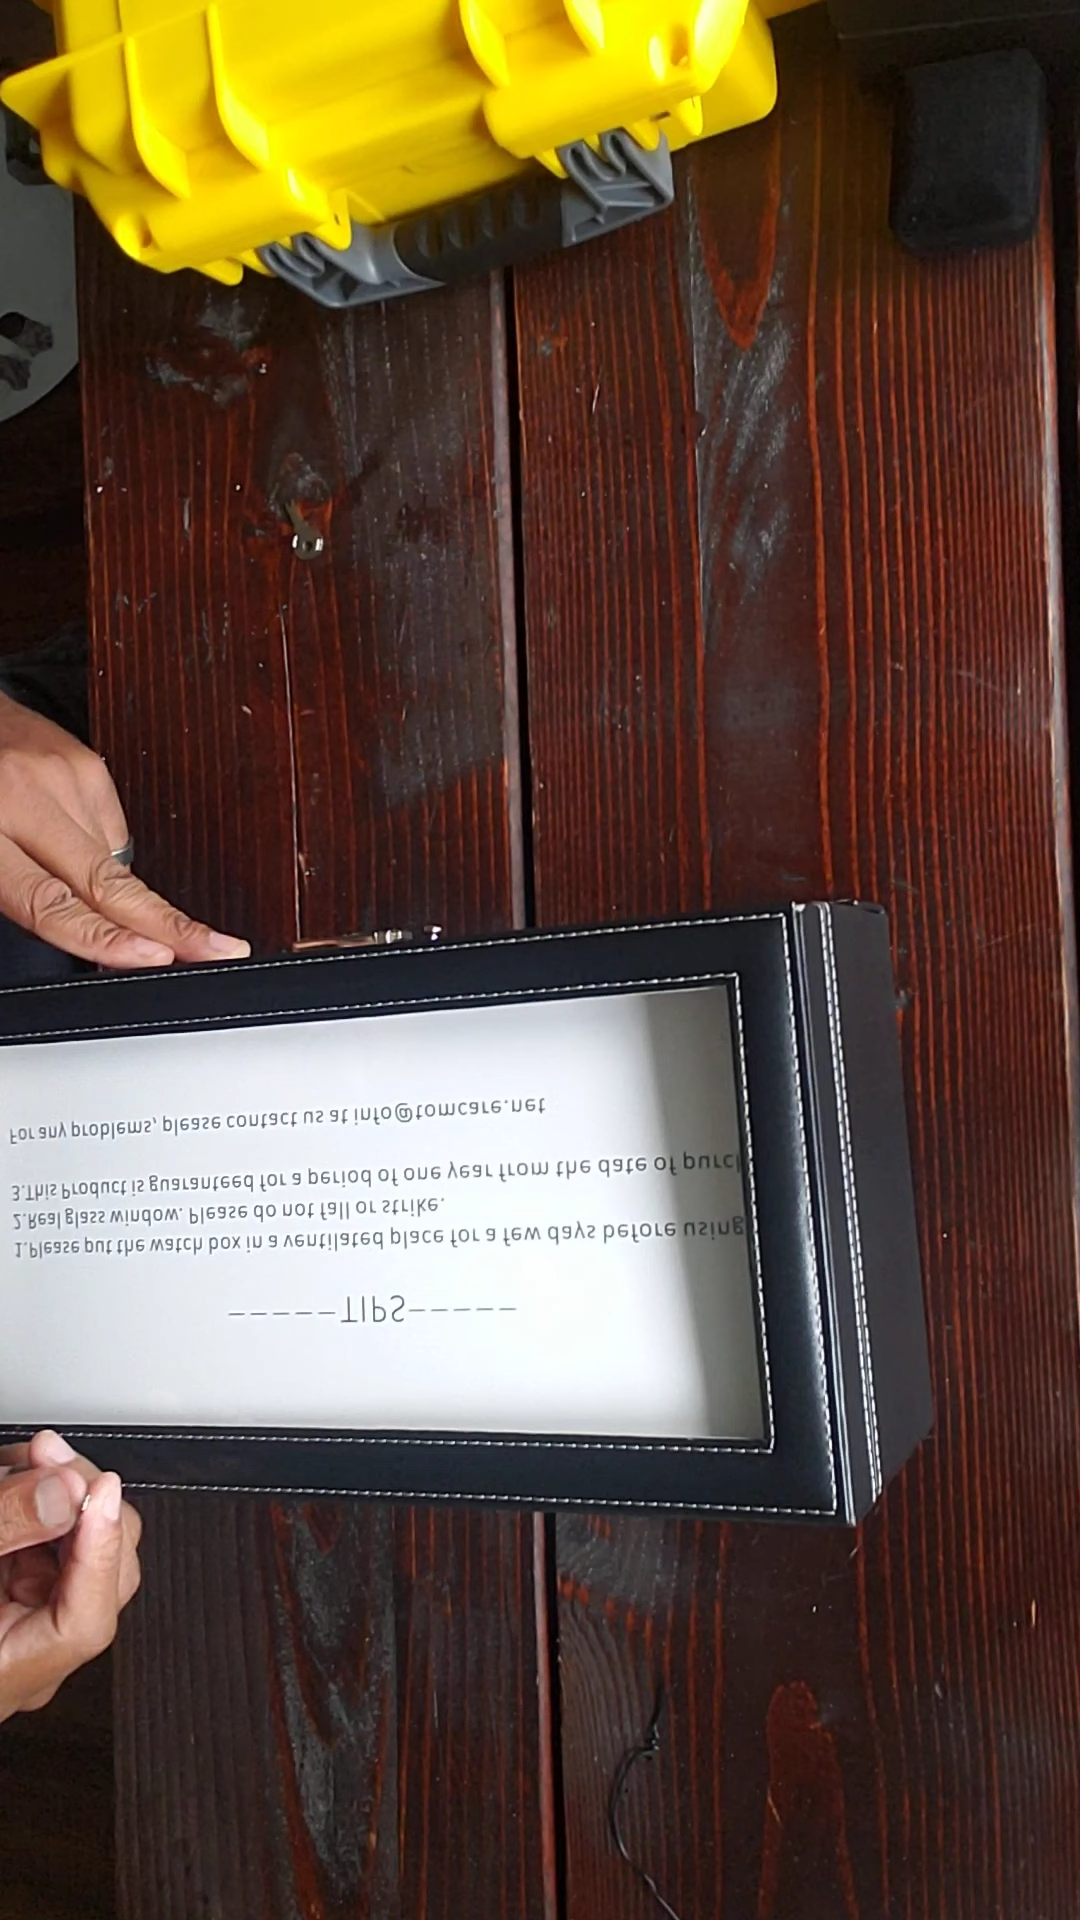 -----TIPS-----
1.Please put the watch box in a ventilated place for a few days before using
2.Real glass window. Please do not fall or strike.
3.This Product is guaranteed for a period of one year from the date of
For any problems, please contact us at info@tomcare.net